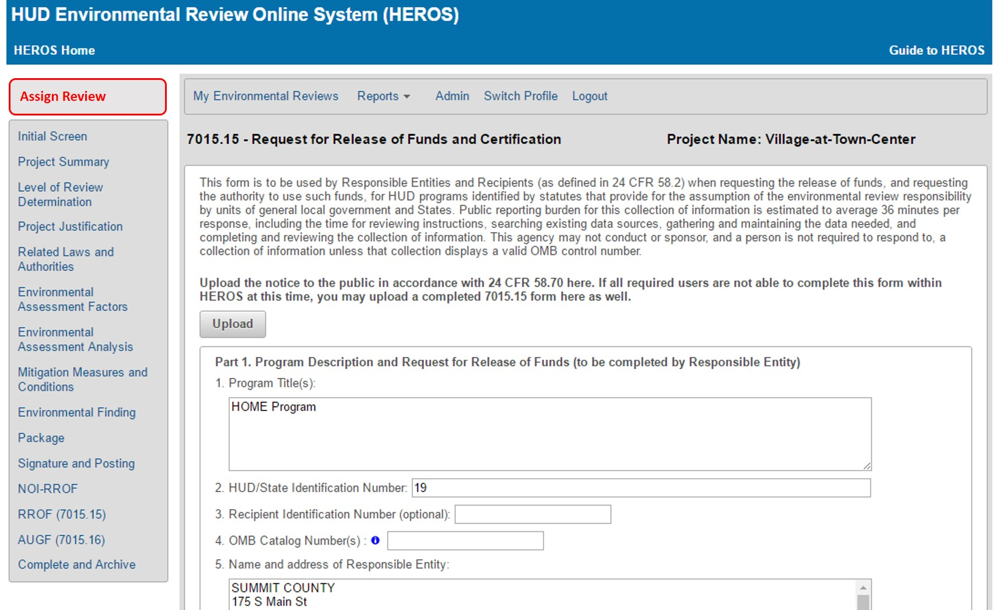 HUD Environmental Review Online System (HEROS)
HEROS Home
Guide to HEROS
Assign Review
Initial Screen
Project Summary
Level of Review
Determination
Project Justification
Related Laws and
Authorities
Environmental
Assessment Factors
Environmental
Assessment Analysis
Mitigation Measures and
Conditions
Environmental Finding
Package
Signature and Posting
NOI-RROF
RROF (7015.15)
AUGF (7015.16)
Complete and Archive
My Environmental Reviews Reports Admin Switch Profile Logout
7015.15 - Request for Release of Funds and Certification
Project Name: Village-at-Town-Center
This form is to be used by Responsible Entities and Recipients (as defined in 24 CFR 58.2) when requesting the release of funds, and requesting
the authority to use such funds, for HUD programs identified by statutes that provide for the assumption of the environmental review responsibility
by units of general local government and States. Public reporting burden for this collection of information is estimated to average 36 minutes per
response, including the time for reviewing instructions, searching existing data sources, gathering and maintaining the data needed, and
completing and reviewing the collection of information. This agency may not conduct or sponsor, and a person is not required to respond to, a
collection of information unless that collection displays a valid OMB control number.
Upload the notice to the public in accordance with 24 CFR 58.70 here. If all required users are not able to complete this form within
HEROS at this time, you may upload a completed 7015.15 form here as well.
Upload
Part 1. Program Description and Request for Release of Funds (to be completed by Responsible Entity)
1. Program Title(s):
HOME Program
2. HUD/State Identification Number: 19
3. Recipient Identification Number (optional):
4. OMB Catalog Number(s) :
5. Name and address of Responsible Entity:
SUMMIT COUNTY
175 S Main St